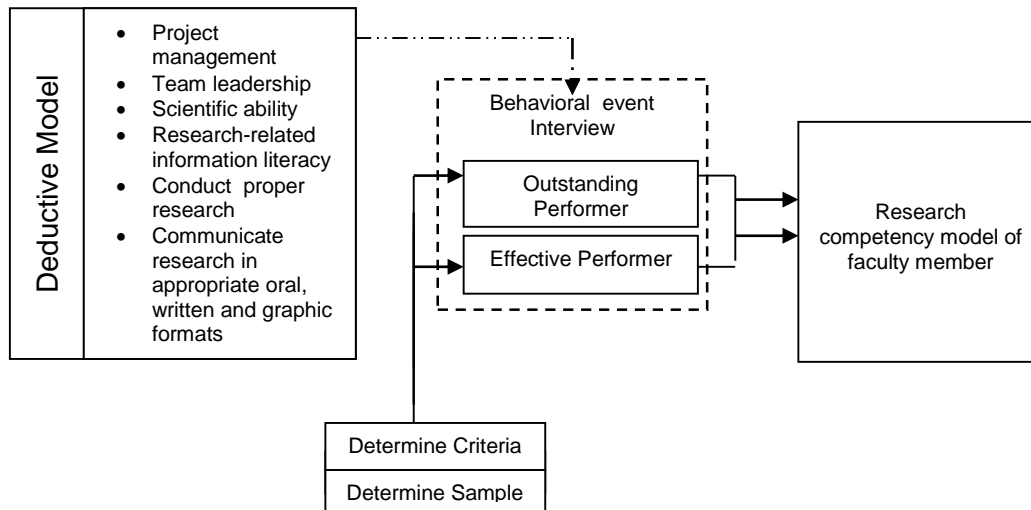 Deductive Model
• Project
management
• Team leadership
• Scientific ability
• Research-related
information literacy
• Conduct proper
research
• Communicate
research in
appropriate oral,
written and graphic
formats
Behavioral event
Interview
Outstanding
Performer
Effective Performer
Research
competency model of
faculty member
Determine Criteria
Determine Sample